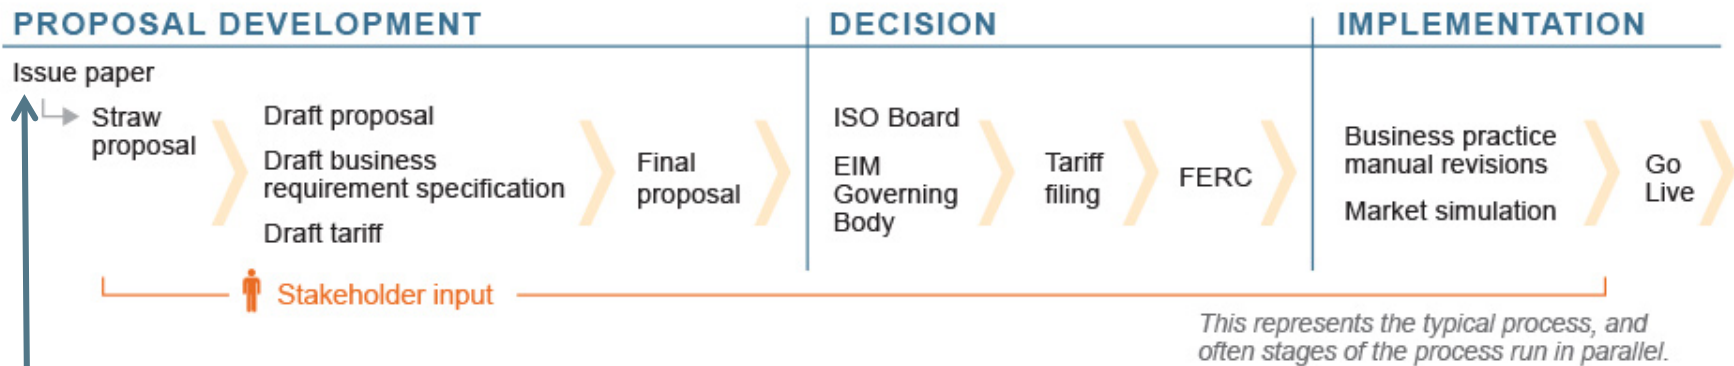 PROPOSAL DEVELOPMENT
DECISION
IMPLEMENTATION
Issue paper
Straw
proposal
Draft proposal
Draft business
requirement specification
Draft tariff
Final
proposal
ISO Board
EIM
Governing
Body
Tariff
filing
FERC
Business practice
manual revisions
Market simulation
Go
Live
Stakeholder input
This represents the typical process, and
often stages of the process run in parallel.